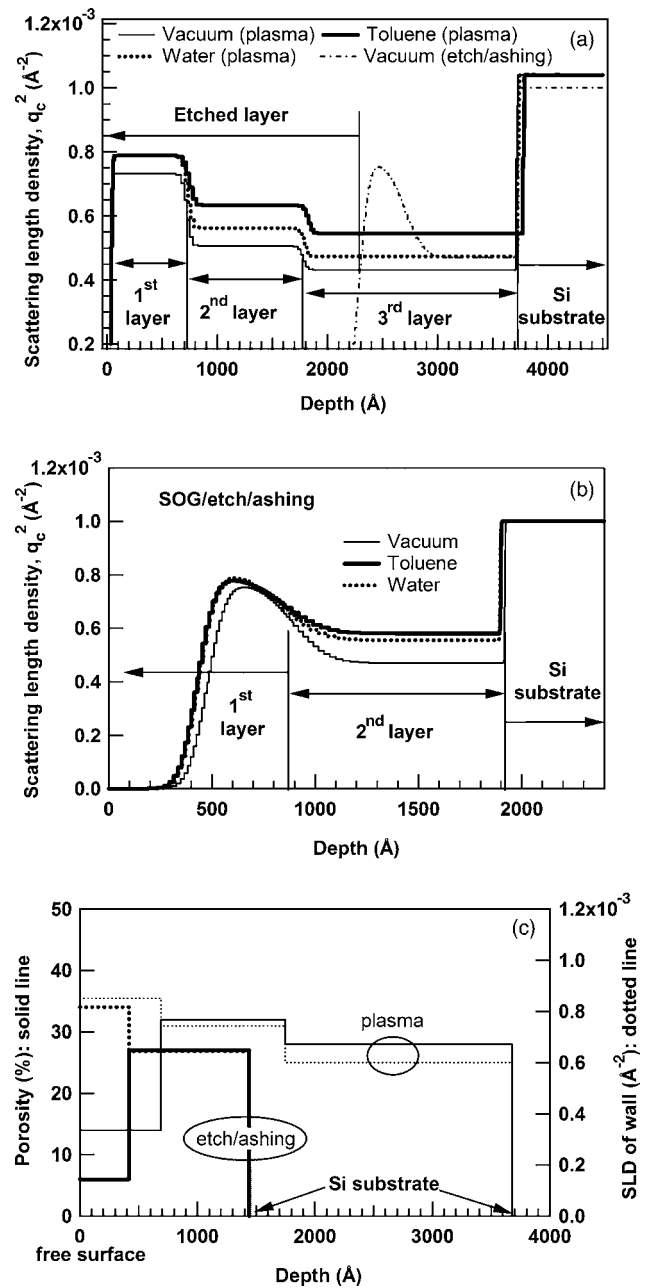 1.2x10⁻³
Vacuum (plasma) Toluene (plasma)
Water (plasma) Vacuum (etch/ashing)
(a)
Scattering length density, q_c² (Å⁻²)
1.0
0.8
0.6
0.4
0.2
Etched layer
1ˢᵗ layer
2ⁿᵈ layer
3ʳᵈ layer
Si substrate
0 1000 2000 3000 4000
Depth (Å)
1.2x10⁻³
SOG/etch/ashing
(b)
Vacuum
Toluene
Water
Scattering length density, q_c² (Å⁻²)
1.0
0.8
0.6
0.4
0.2
0.0
1ˢᵗ layer
2ⁿᵈ layer
Si substrate
0 500 1000 1500 2000
Depth (Å)
50
40
30
20
10
0
Porosity (%): solid line
(c)
plasma
etch/ashing
Si substrate
1.2x10⁻³
1.0
0.8
0.6
0.4
0.2
0.0
SLD of wall (Å⁻²): dotted line
0 1000 2000 3000 4000
free surface
Depth (Å)